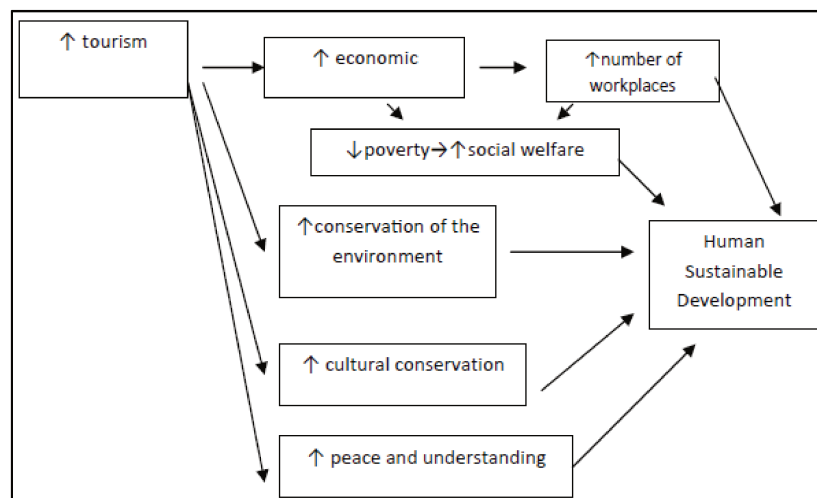 ↑ tourism
↑ economic
↑number of
workplaces
↓poverty→↑social welfare
↑conservation of the
environment
Human
Sustainable
Development
↑ cultural conservation
↑ peace and understanding